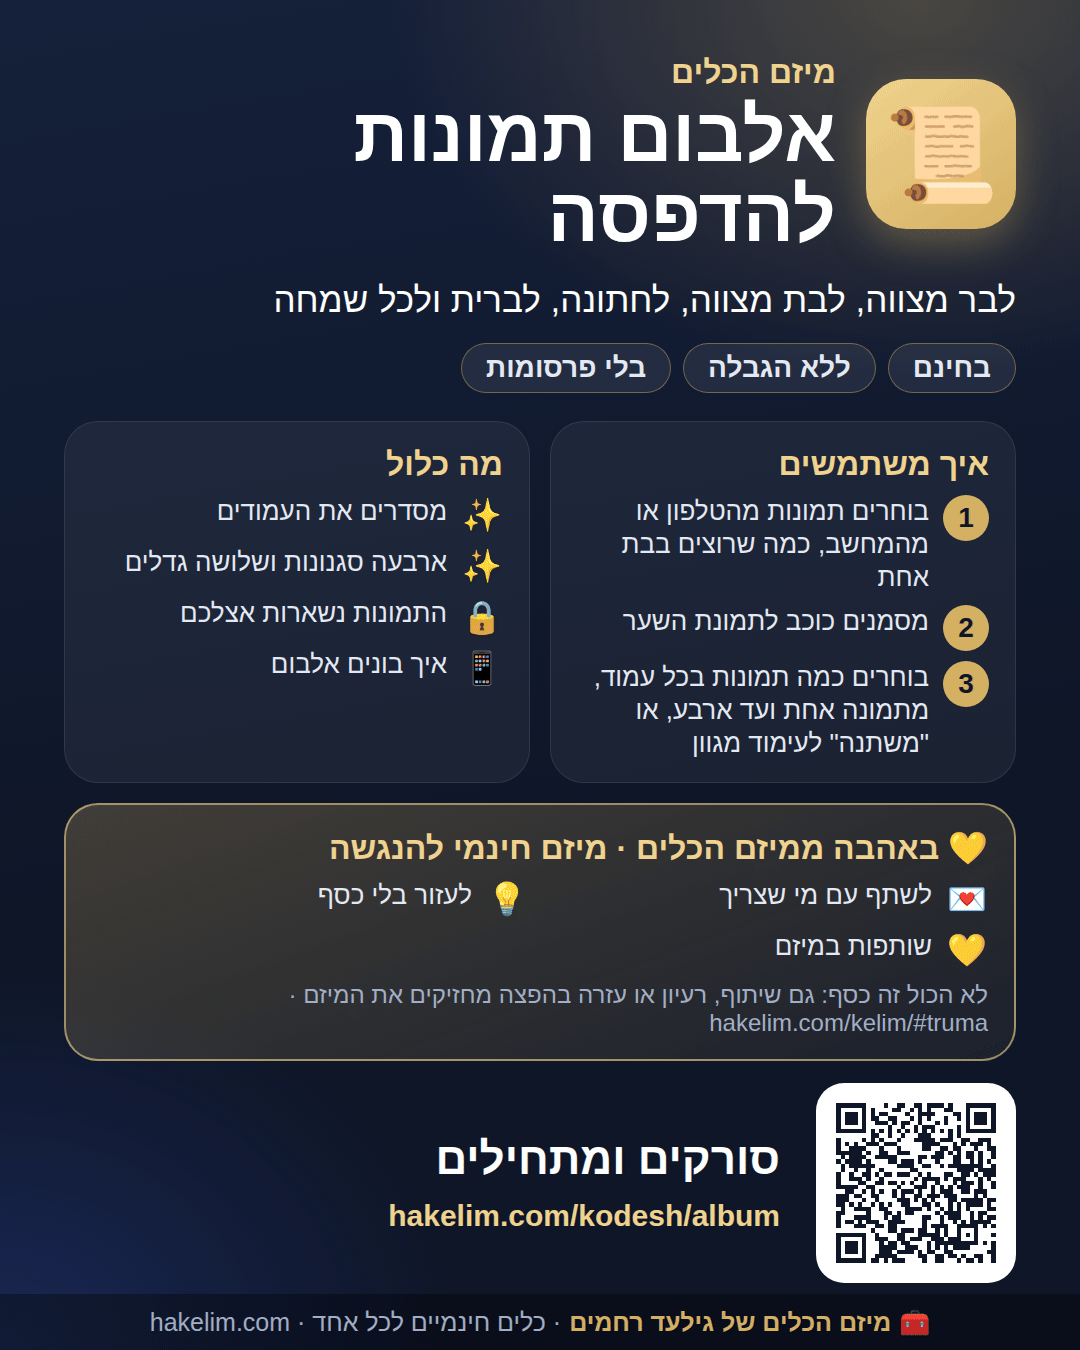 מיזם הכלים
אלבום תמונות
להדפסה
לבר מצווה, לבת מצווה, לחתונה, לברית ולכל שמחה
בחינם
ללא הגבלה
בלי פרסומות
איך משתמשים
1 בוחרים תמונות מהטלפון או
מהמחשב, כמה שרוצים בבת
אחת
2 מסמנים כוכב לתמונת השער
3 בוחרים כמה תמונות בכל עמוד,
מתמונה אחת ועד ארבע, או
"משתנה" לעימוד מגוון
מה כלול
מסדרים את העמודים
ארבעה סגנונות ושלושה גדלים
התמונות נשארות אצלכם
איך בונים אלבום
באהבה ממיזם הכלים · מיזם חינמי להנגשה
לשתף עם מי שצריך
לעזור בלי כסף
שותפות במיזם
לא הכול זה כסף: גם שיתוף, רעיון או עזרה בהפצה מחזיקים את המיזם ·
hakelim.com/kelim/#truma
סורקים ומתחילים
hakelim.com/kodesh/album
מיזם הכלים של גילעד רחמים · כלים חינמיים לכל אחד · hakelim.com